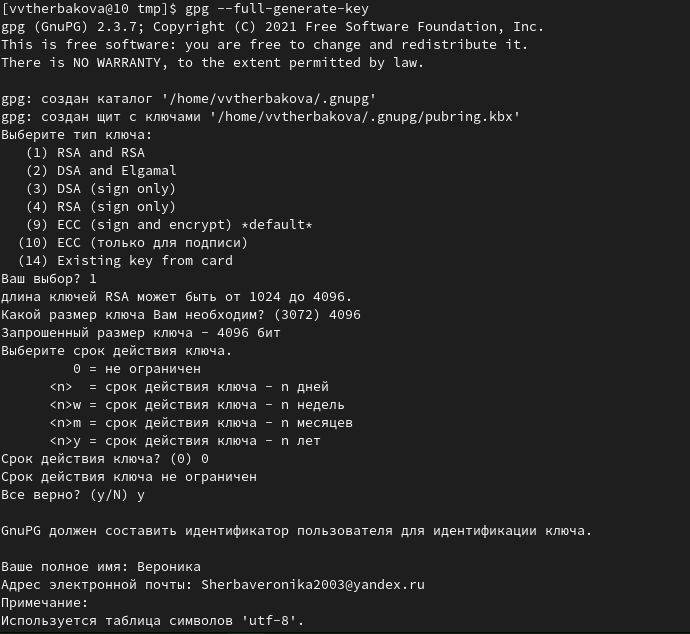 [vvtherbakova@10 tmp]$ gpg --full-generate-key
gpg (GnuPG) 2.3.7; Copyright (C) 2021 Free Software Foundation, Inc.
This is free software: you are free to change and redistribute it.
There is NO WARRANTY, to the extent permitted by law.

gpg: создан каталог '/home/vvtherbakova/.gnupg'
gpg: создан щит с ключами '/home/vvtherbakova/.gnupg/pubring.kbx'
Выберите тип ключа:
   (1) RSA and RSA
   (2) DSA and Elgamal
   (3) DSA (sign only)
   (4) RSA (sign only)
   (9) ECC (sign and encrypt) *default*
  (10) ECC (только для подписи)
  (14) Existing key from card
Ваш выбор? 1
длина ключей RSA может быть от 1024 до 4096.
Какой размер ключа Вам необходим? (3072) 4096
Запрошенный размер ключа - 4096 бит
Выберите срок действия ключа.
         0 = не ограничен
      <n>  = срок действия ключа - n дней
      <n>w = срок действия ключа - n недель
      <n>m = срок действия ключа - n месяцев
      <n>y = срок действия ключа - n лет
Срок действия ключа? (0) 0
Срок действия ключа не ограничен
Все верно? (y/N) y

GnuPG должен составить идентификатор пользователя для идентификации ключа.

Ваше полное имя: Вероника
Адрес электронной почты: Sherbaveronika2003@yandex.ru
Примечание:
Используется таблица символов 'utf-8'.